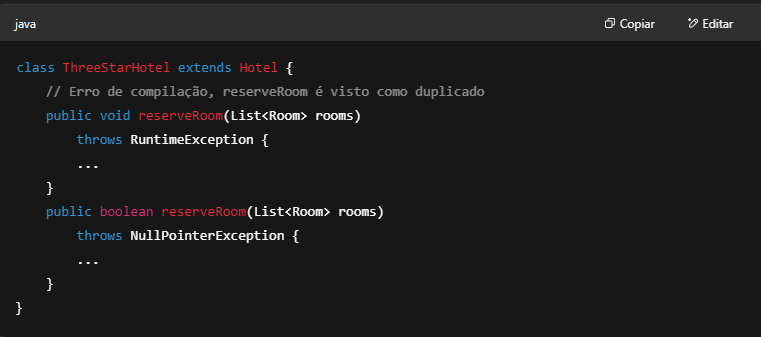 java
Copiar
Editar
class ThreeStarHotel extends Hotel {
// Erro de compilação, reserveRoom é visto como duplicado
public void reserveRoom(List<Room> rooms)
throws RuntimeException {
...
}
public boolean reserveRoom(List<Room> rooms)
throws NullPointerException {
...
}
}